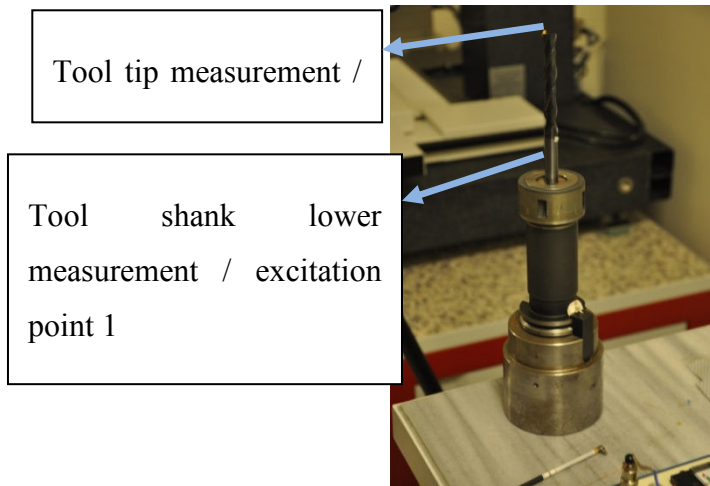 Tool tip measurement /
Tool shank lower
measurement / excitation
point 1